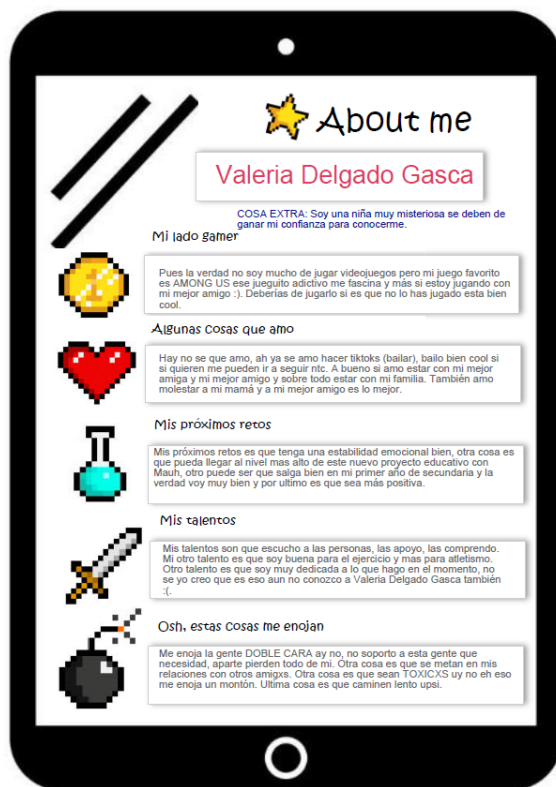 About me
Valeria Delgado Gasca
COSA EXTRA: Soy una niña muy misteriosa se deben de
ganar mi confianza para conocerme.
Mi lado gamer
Pues la verdad no soy mucho de jugar videojuegos pero mi juego favorito
es AMONG US ese jueguito adictivo me fascina y más si estoy jugando con
mi mejor amigo :). Deberías de jugarlo si es que no lo has jugado esta bien
cool.
Algunas cosas que amo
Hay no se que amo, ah ya se amo hacer tiktoks (bailar), bailo bien cool si
si quieren me pueden ir a seguir ntc. A bueno si amo estar con mi mejor
amiga y mi mejor amigo y sobre todo estar con mi familia. También amo
molestar a mi mamá y a mi mejor amigo es lo mejor.
Mis próximos retos
Mis próximos retos es que tenga una estabilidad emocional bien, otra cosa es
que pueda llegar al nivel mas alto de este nuevo proyecto educativo con
Mauh, otro puede ser que salga bien en mi primer año de secundaria y la
verdad voy muy bien y por ultimo es que sea más positiva.
Mis talentos
Mis talentos son que escucho a las personas, las apoyo, las comprendo.
Mi otro talento es que soy buena para el ejercicio y mas para atletismo.
Otro talento es que soy muy dedicada a lo que hago en el momento, no
se yo creo que es eso aun no conozco a Valeria Delgado Gasca también
:(.
Osh, estas cosas me enojan
Me enoja la gente DOBLE CARA ay no, no soporto a esta gente que
necesidad, aparte pierden todo de mi. Otra cosa es que se metan en mis
relaciones con otros amigxs. Otra cosa es que sean TOXICXS uy no eh eso
me enoja un montón. Ultima cosa es que caminen lento upsi.